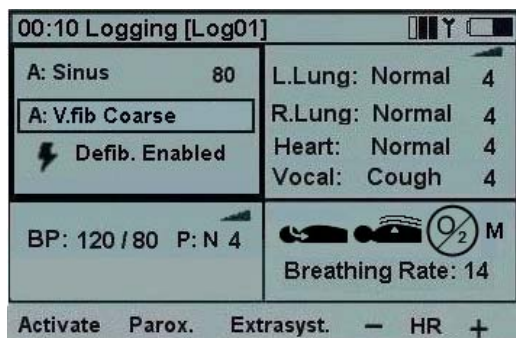 00:10 Logging [Log01]
A: Sinus 80
A: V.fib Coarse
Defib. Enabled
L.Lung: Normal 4
R.Lung: Normal 4
Heart: Normal 4
Vocal: Cough 4
BP: 120 / 80 P: N 4
O2 M
Breathing Rate: 14
Activate Parox. Extrasyst. — HR +